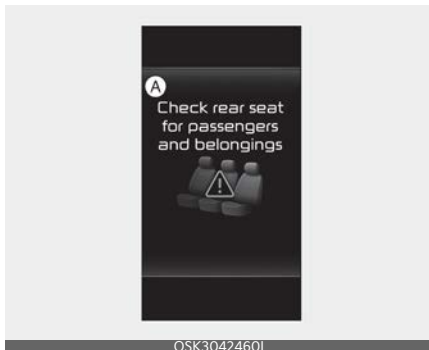 A
Check rear seat
for passengers
and belongings
OSK3042460L